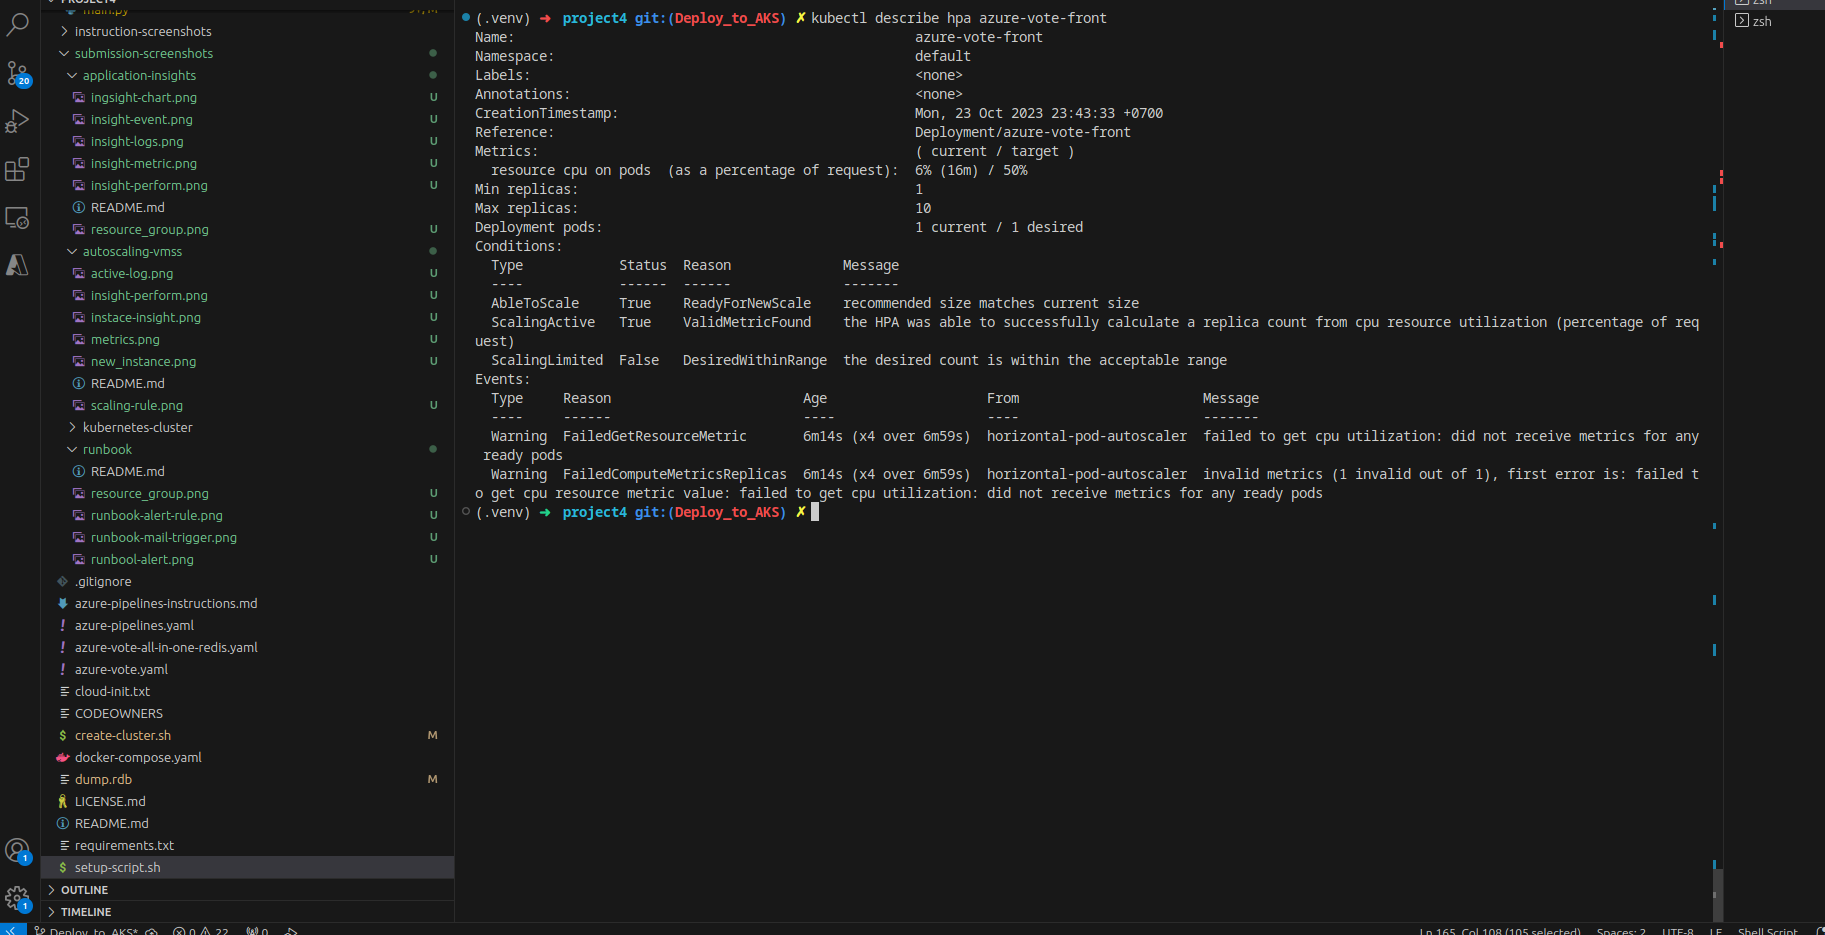 PROJECT4
main.py
instruction-screenshots
submission-screenshots
application-insights
ingsight-chart.png U
insight-event.png U
insight-logs.png U
insight-metric.png U
insight-perform.png U
README.md
resource_group.png U
autoscaling-vmss
active-log.png U
insight-perform.png U
instace-insight.png U
metrics.png U
new_instance.png U
README.md
scaling-rule.png U
kubernetes-cluster
runbook
README.md
resource_group.png U
runbook-alert-rule.png U
runbook-mail-trigger.png U
runbool-alert.png U
.gitignore
azure-pipelines-instructions.md
azure-pipelines.yaml
azure-vote-all-in-one-redis.yaml
azure-vote.yaml
cloud-init.txt
CODEOWNERS
create-cluster.sh M
docker-compose.yaml
dump.rdb M
LICENSE.md
README.md
requirements.txt
setup-script.sh
OUTLINE
TIMELINE
20
1
1
(.venv) ➜ project4 git:(Deploy_to_AKS) ✗ kubectl describe hpa azure-vote-front
Name: azure-vote-front
Namespace: default
Labels: <none>
Annotations: <none>
CreationTimestamp: Mon, 23 Oct 2023 23:43:33 +0700
Reference: Deployment/azure-vote-front
Metrics: ( current / target )
resource cpu on pods (as a percentage of request): 6% (16m) / 50%
Min replicas: 1
Max replicas: 10
Deployment pods: 1 current / 1 desired
Conditions:
Type Status Reason Message
---- ------ ------ -------
AbleToScale True ReadyForNewScale recommended size matches current size
ScalingActive True ValidMetricFound the HPA was able to successfully calculate a replica count from cpu resource utilization (percentage of req
uest)
ScalingLimited False DesiredWithinRange the desired count is within the acceptable range
Events:
Type Reason Age From Message
---- ------ ---- ---- -------
Warning FailedGetResourceMetric 6m14s (x4 over 6m59s) horizontal-pod-autoscaler failed to get cpu utilization: did not receive metrics for any
ready pods
Warning FailedComputeMetricsReplicas 6m14s (x4 over 6m59s) horizontal-pod-autoscaler invalid metrics (1 invalid out of 1), first error is: failed t
o get cpu resource metric value: failed to get cpu utilization: did not receive metrics for any ready pods
(.venv) ➜ project4 git:(Deploy_to_AKS) ✗
zsh
zsh
Deploy_to_AKS* 0 22 0
Ln 165, Col 108 (105 selected) Spaces: 2 UTF-8 LF Shell Script